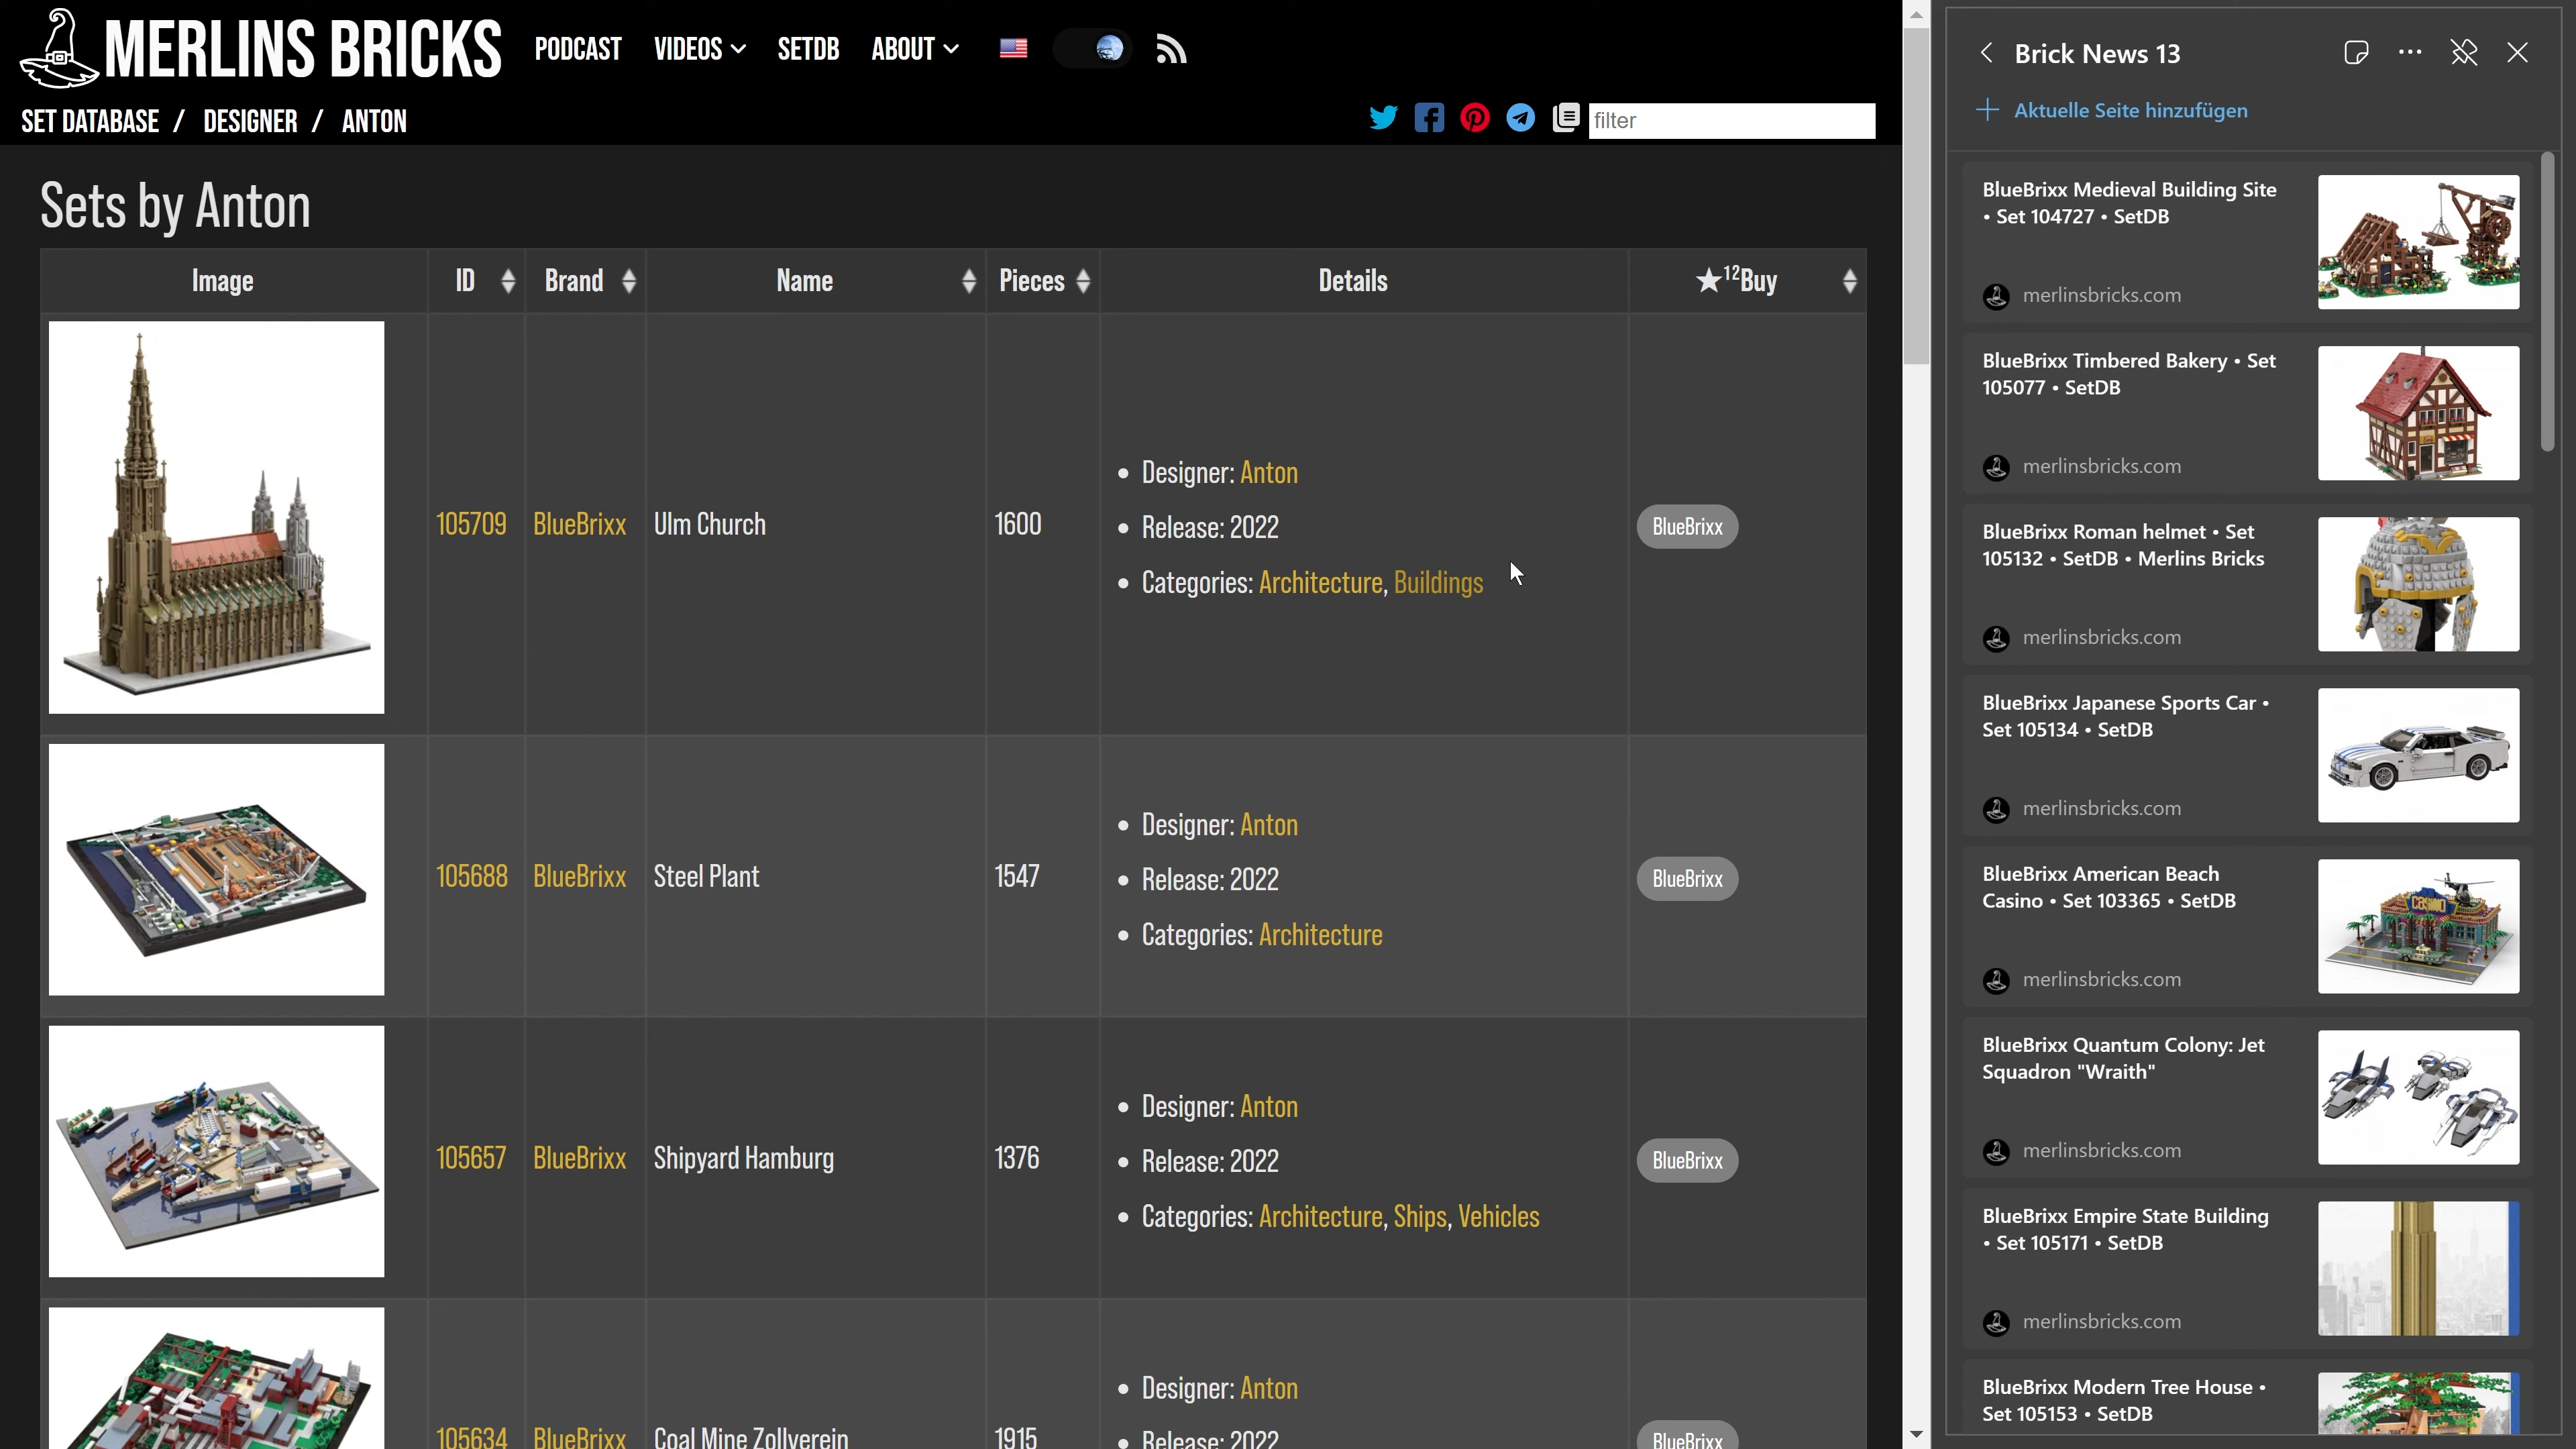 MERLINS BRICKS
PODCAST VIDEOS SETDB ABOUT
SET DATABASE / DESIGNER / ANTON
filter
Sets by Anton
Image ID Brand Name Pieces Details ★12Buy
105709 BlueBrixx Ulm Church 1600
• Designer: Anton
• Release: 2022
• Categories: Architecture, Buildings
BlueBrixx
105688 BlueBrixx Steel Plant 1547
• Designer: Anton
• Release: 2022
• Categories: Architecture
BlueBrixx
105657 BlueBrixx Shipyard Hamburg 1376
• Designer: Anton
• Release: 2022
• Categories: Architecture, Ships, Vehicles
BlueBrixx
105634 BlueBrixx Coal Mine Zollverein 1915
• Designer: Anton
• Release: 2022
BlueBrixx
Brick News 13
Aktuelle Seite hinzufügen
BlueBrixx Medieval Building Site
• Set 104727 • SetDB
merlinsbricks.com
BlueBrixx Timbered Bakery • Set
105077 • SetDB
merlinsbricks.com
BlueBrixx Roman helmet • Set
105132 • SetDB • Merlins Bricks
merlinsbricks.com
BlueBrixx Japanese Sports Car •
Set 105134 • SetDB
merlinsbricks.com
BlueBrixx American Beach
Casino • Set 103365 • SetDB
merlinsbricks.com
CASINO
BlueBrixx Quantum Colony: Jet
Squadron "Wraith"
merlinsbricks.com
BlueBrixx Empire State Building
• Set 105171 • SetDB
merlinsbricks.com
BlueBrixx Modern Tree House •
Set 105153 • SetDB